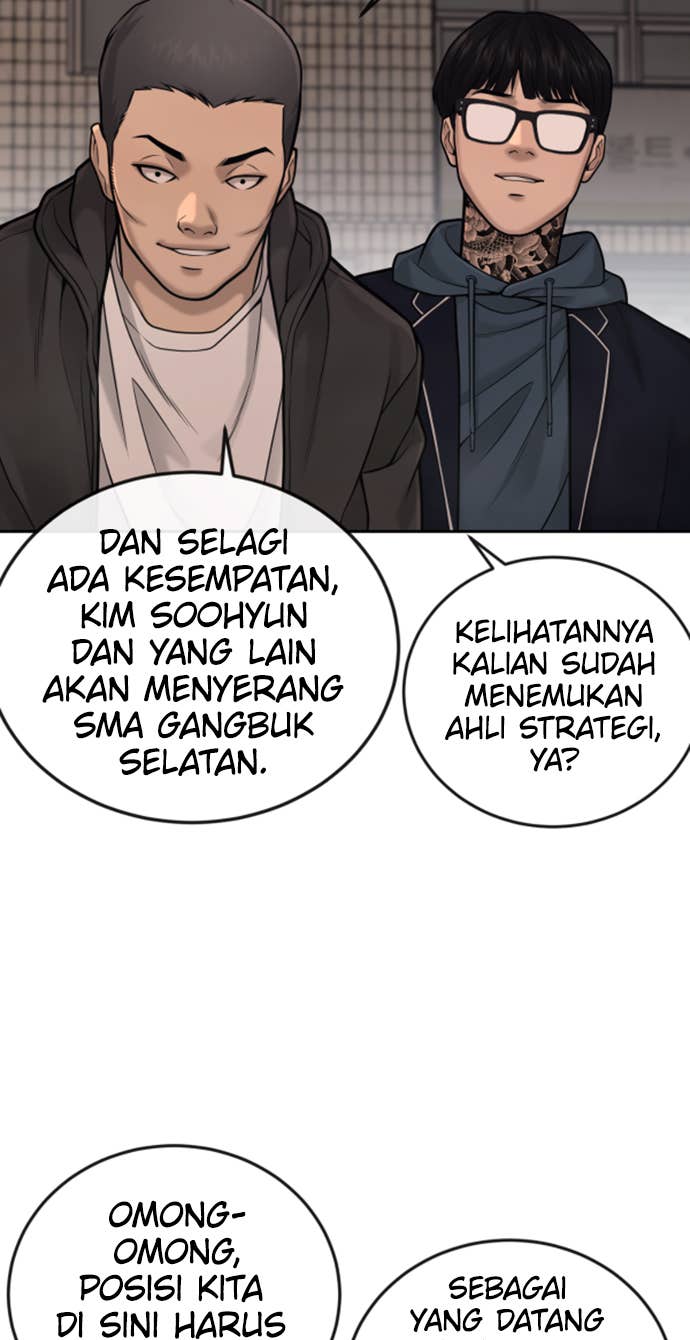 DAN SELAGI
ADA KESEMPATAN,
KIM SOOHYUN
DAN YANG LAIN
AKAN MENYERANG
SMA GANGBUK
SELATAN.
KELIHATANNYA
KALIAN SUDAH
MENEMUKAN
AHLI STRATEGI,
YA?
OMONG-
OMONG,
POSISI KITA
DI SINI HARUS
SEBAGAI
YANG DATANG